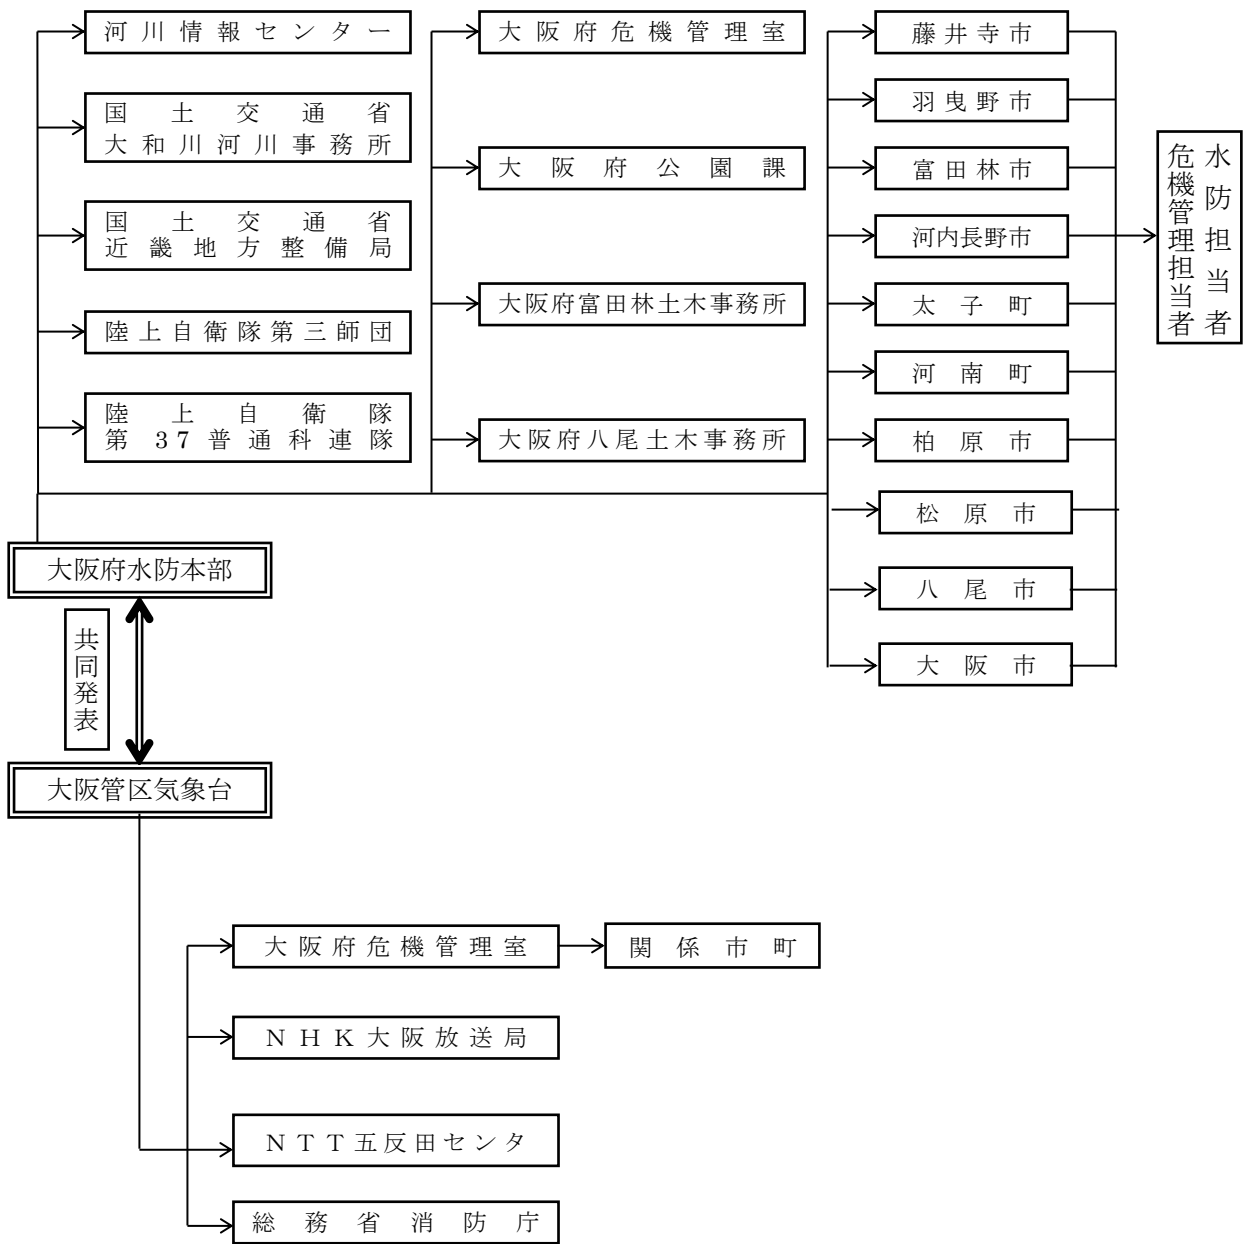 河川情報センター
国土交通省
大和川河川事務所
国土交通省
近畿地方整備局
陸上自衛隊第三師団
陸上自衛隊
第37普通科連隊
大阪府危機管理室
大阪府公園課
大阪府富田林土木事務所
大阪府八尾土木事務所
藤井寺市
羽曳野市
富田林市
河内長野市
太子町
河南町
柏原市
松原市
八尾市
大阪市
水防担当者
危機管理担当者
大阪府水防本部
共同発表
大阪管区気象台
大阪府危機管理室
関係市町
NHK大阪放送局
NTT五反田センタ
総務省消防庁